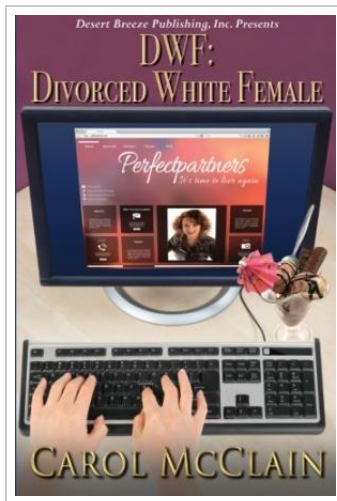 Desert Breeze Publishing, Inc. Presents
DWF:
DIVORCED WHITE FEMALE
Perfectpartners
It's time to live again
CAROL MCCLAIN